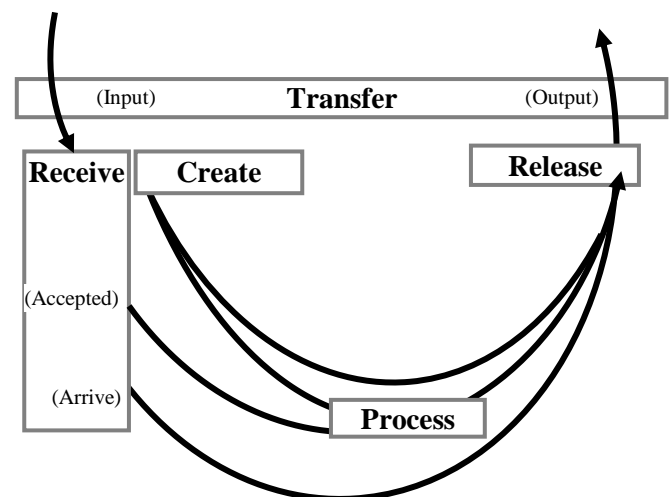 (Input) Transfer (Output)
Receive Create Release
(Accepted)
(Arrive)
Process